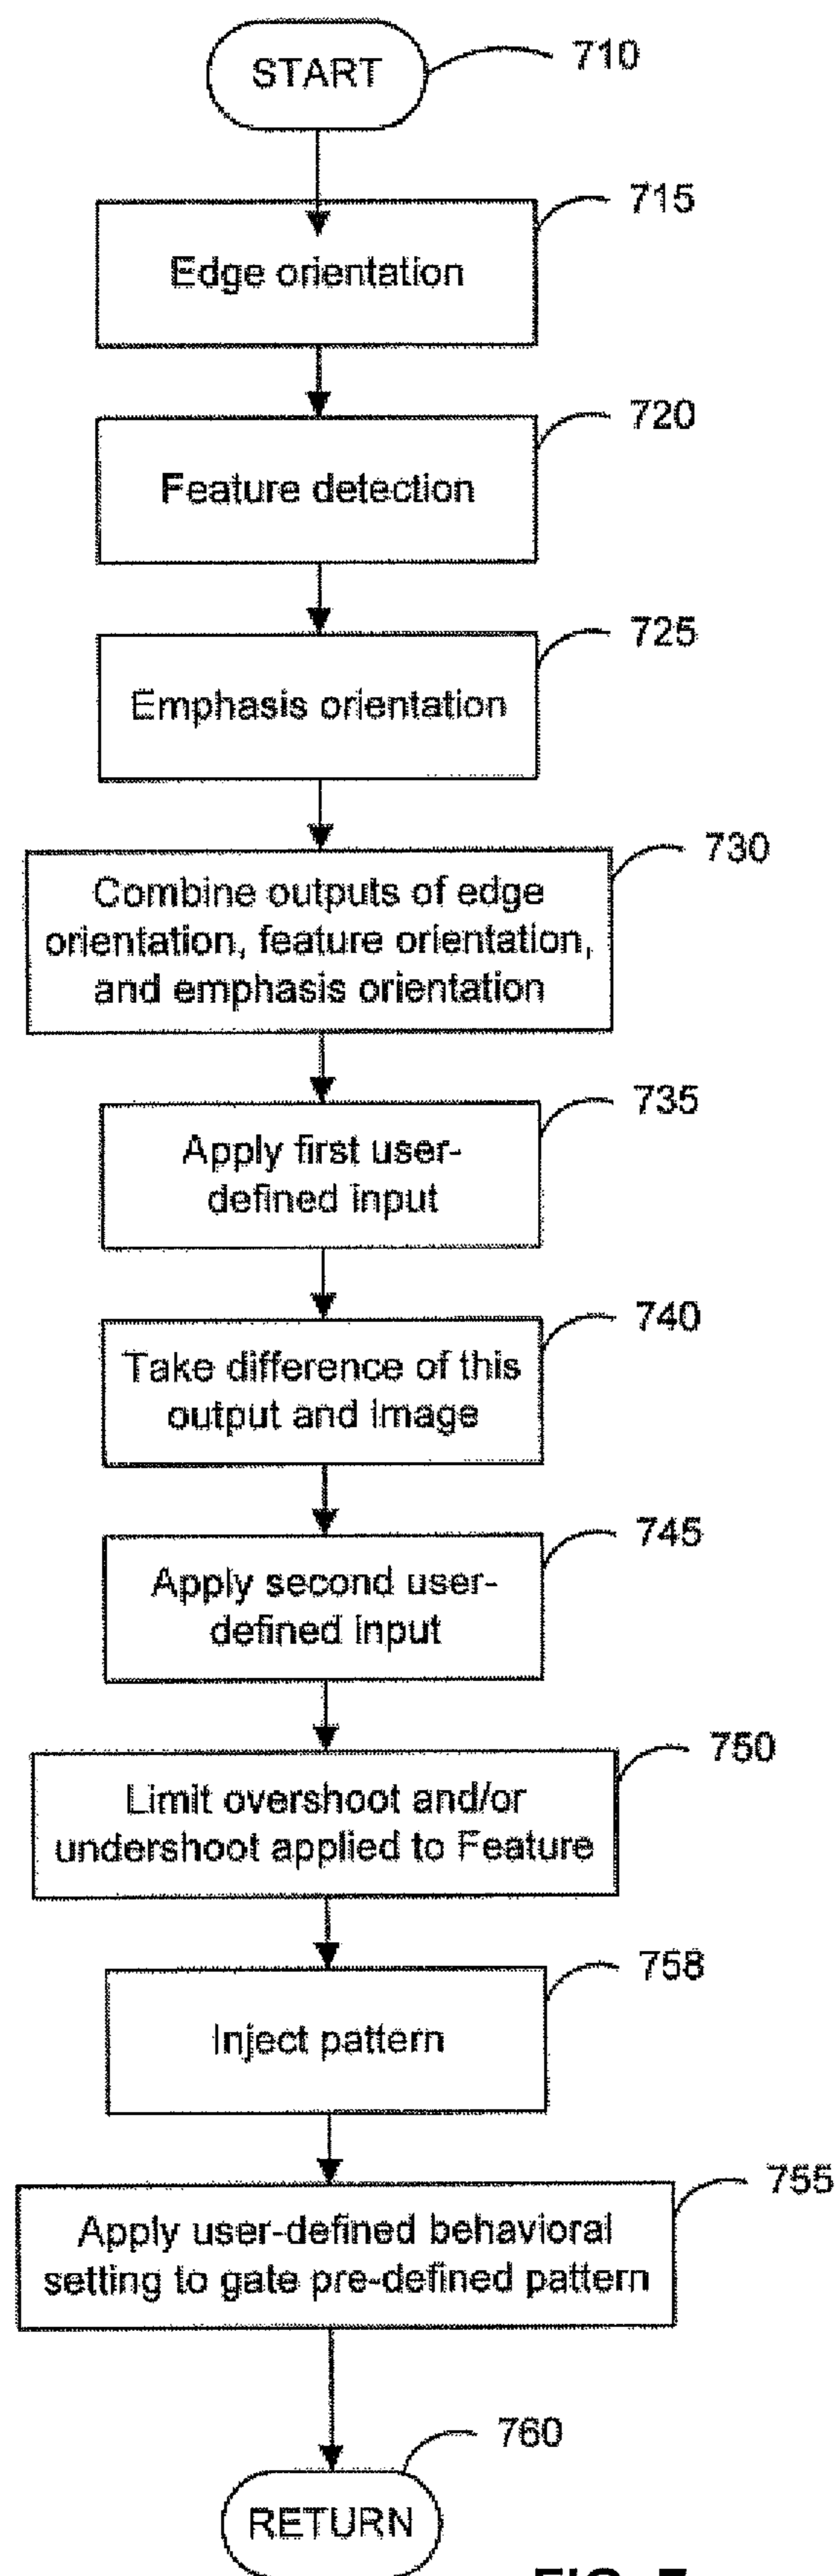 START
710
715
Edge orientation
720
Feature detection
725
Emphasis orientation
730
Combine outputs of edge
orientation, feature orientation,
and emphasis orientation
735
Apply first user-
defined input
740
Take difference of this
output and image
745
Apply second user-
defined input
750
Limit overshoot and/or
undershoot applied to Feature
758
Inject pattern
755
Apply user-defined behavioral
setting to gate pre-defined pattern
760
RETURN